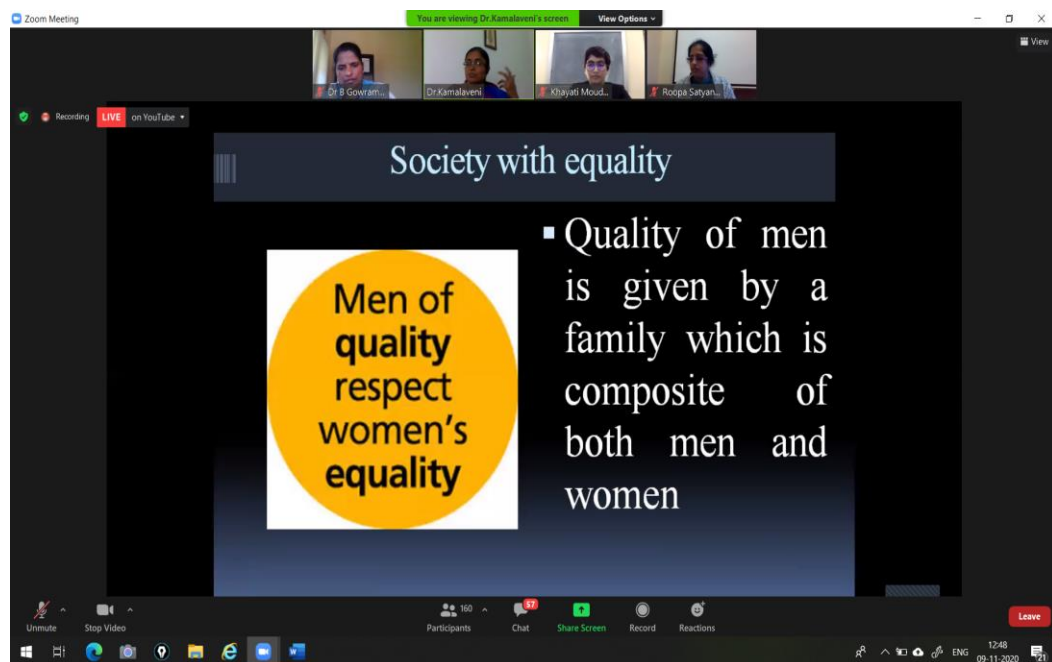 Zoom Meeting
You are viewing Dr.Kamalaveni's screen View Options
View
Dr B Gowram...
Dr.Kamalaveni
Khayati Moud...
Roopa Satyan...
Recording LIVE on YouTube
Society with equality
Men of
quality
respect
women's
equality
Quality of men
is given by a
family which is
composite of
both men and
women
Unmute
Stop Video
160
Participants
57
Chat
Share Screen
Record
Reactions
Leave
ENG
12:48
09-11-2020
21